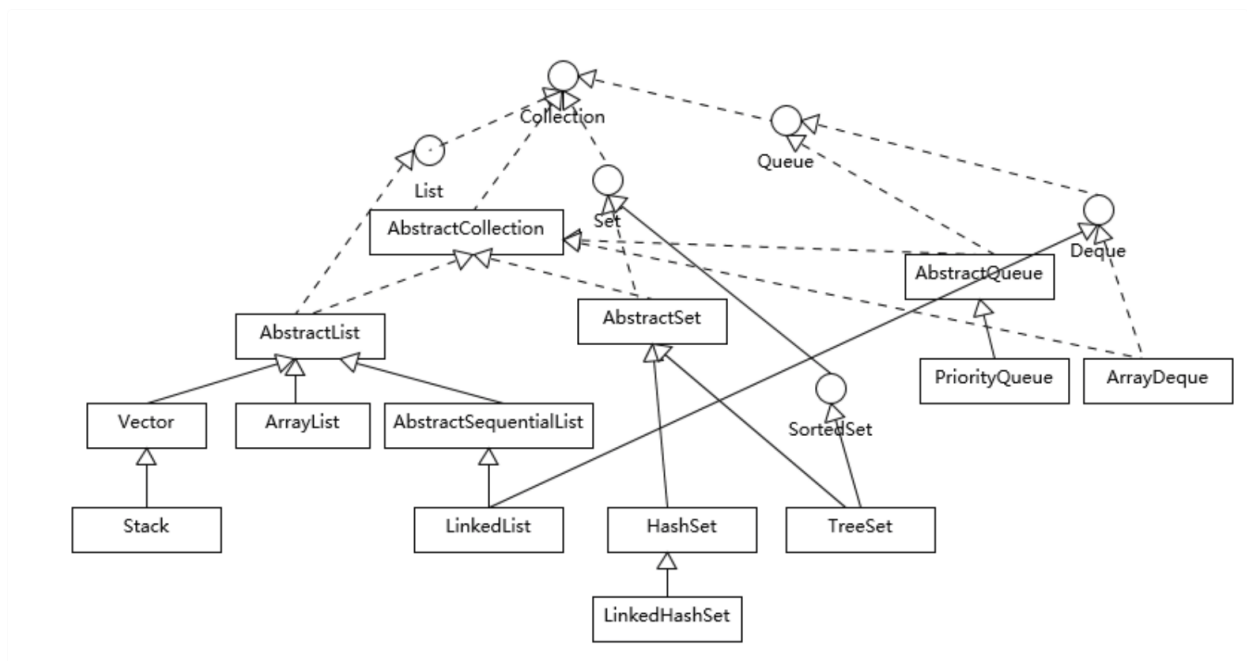 Collection
Queue
List
Set
AbstractCollection
Deque
AbstractQueue
AbstractList
AbstractSet
PriorityQueue
ArrayDeque
Vector
ArrayList
AbstractSequentialList
SortedSet
Stack
LinkedList
HashSet
TreeSet
LinkedHashSet